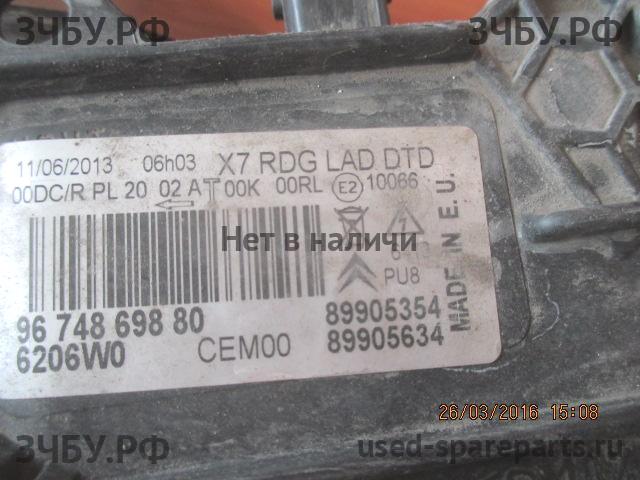 ЗЧБУ.РФ
ЗЧБУ.РФ
11/06/2013 06h03 X7 RDG LAD DTD
00DC/R PL 20 02 A T 00K 00RL E2 10066
Нет в наличи
PU8
MADE IN E.U.
96 748 698 80
6206W0
CEM00
89905354
89905634
26/03/2016 15:08
ЗЧБУ.РФ
used-spareparts.ru